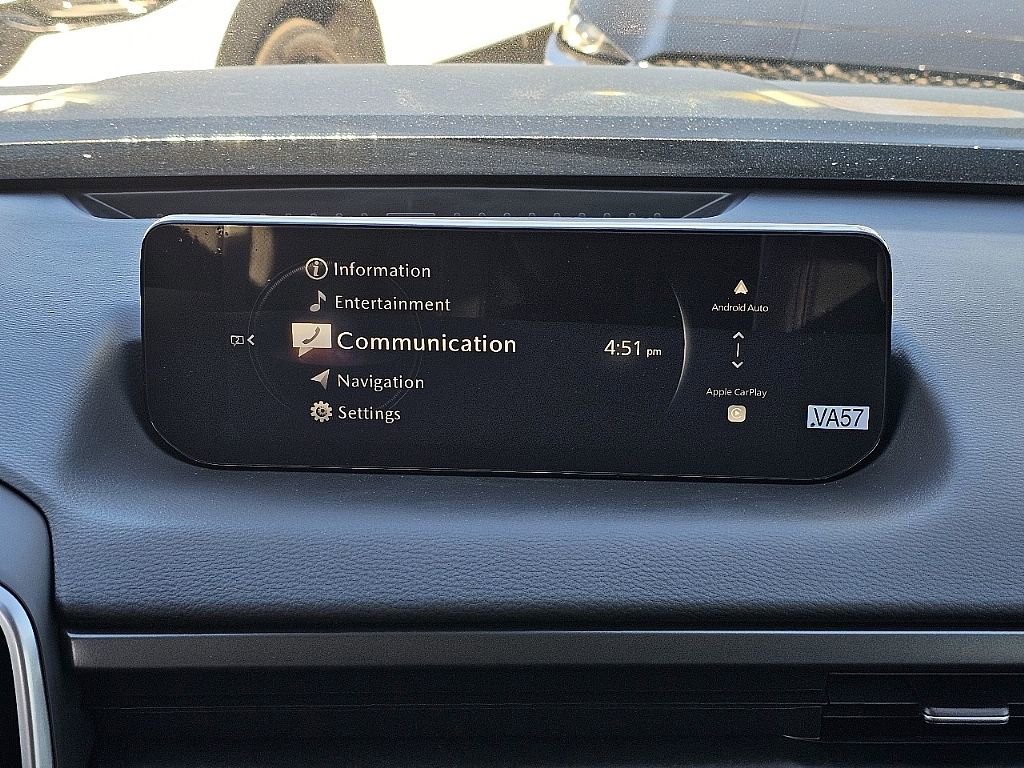 Information
Entertainment
Communication
Navigation
Settings
4:51 pm
Android Auto
Apple CarPlay
.VA57